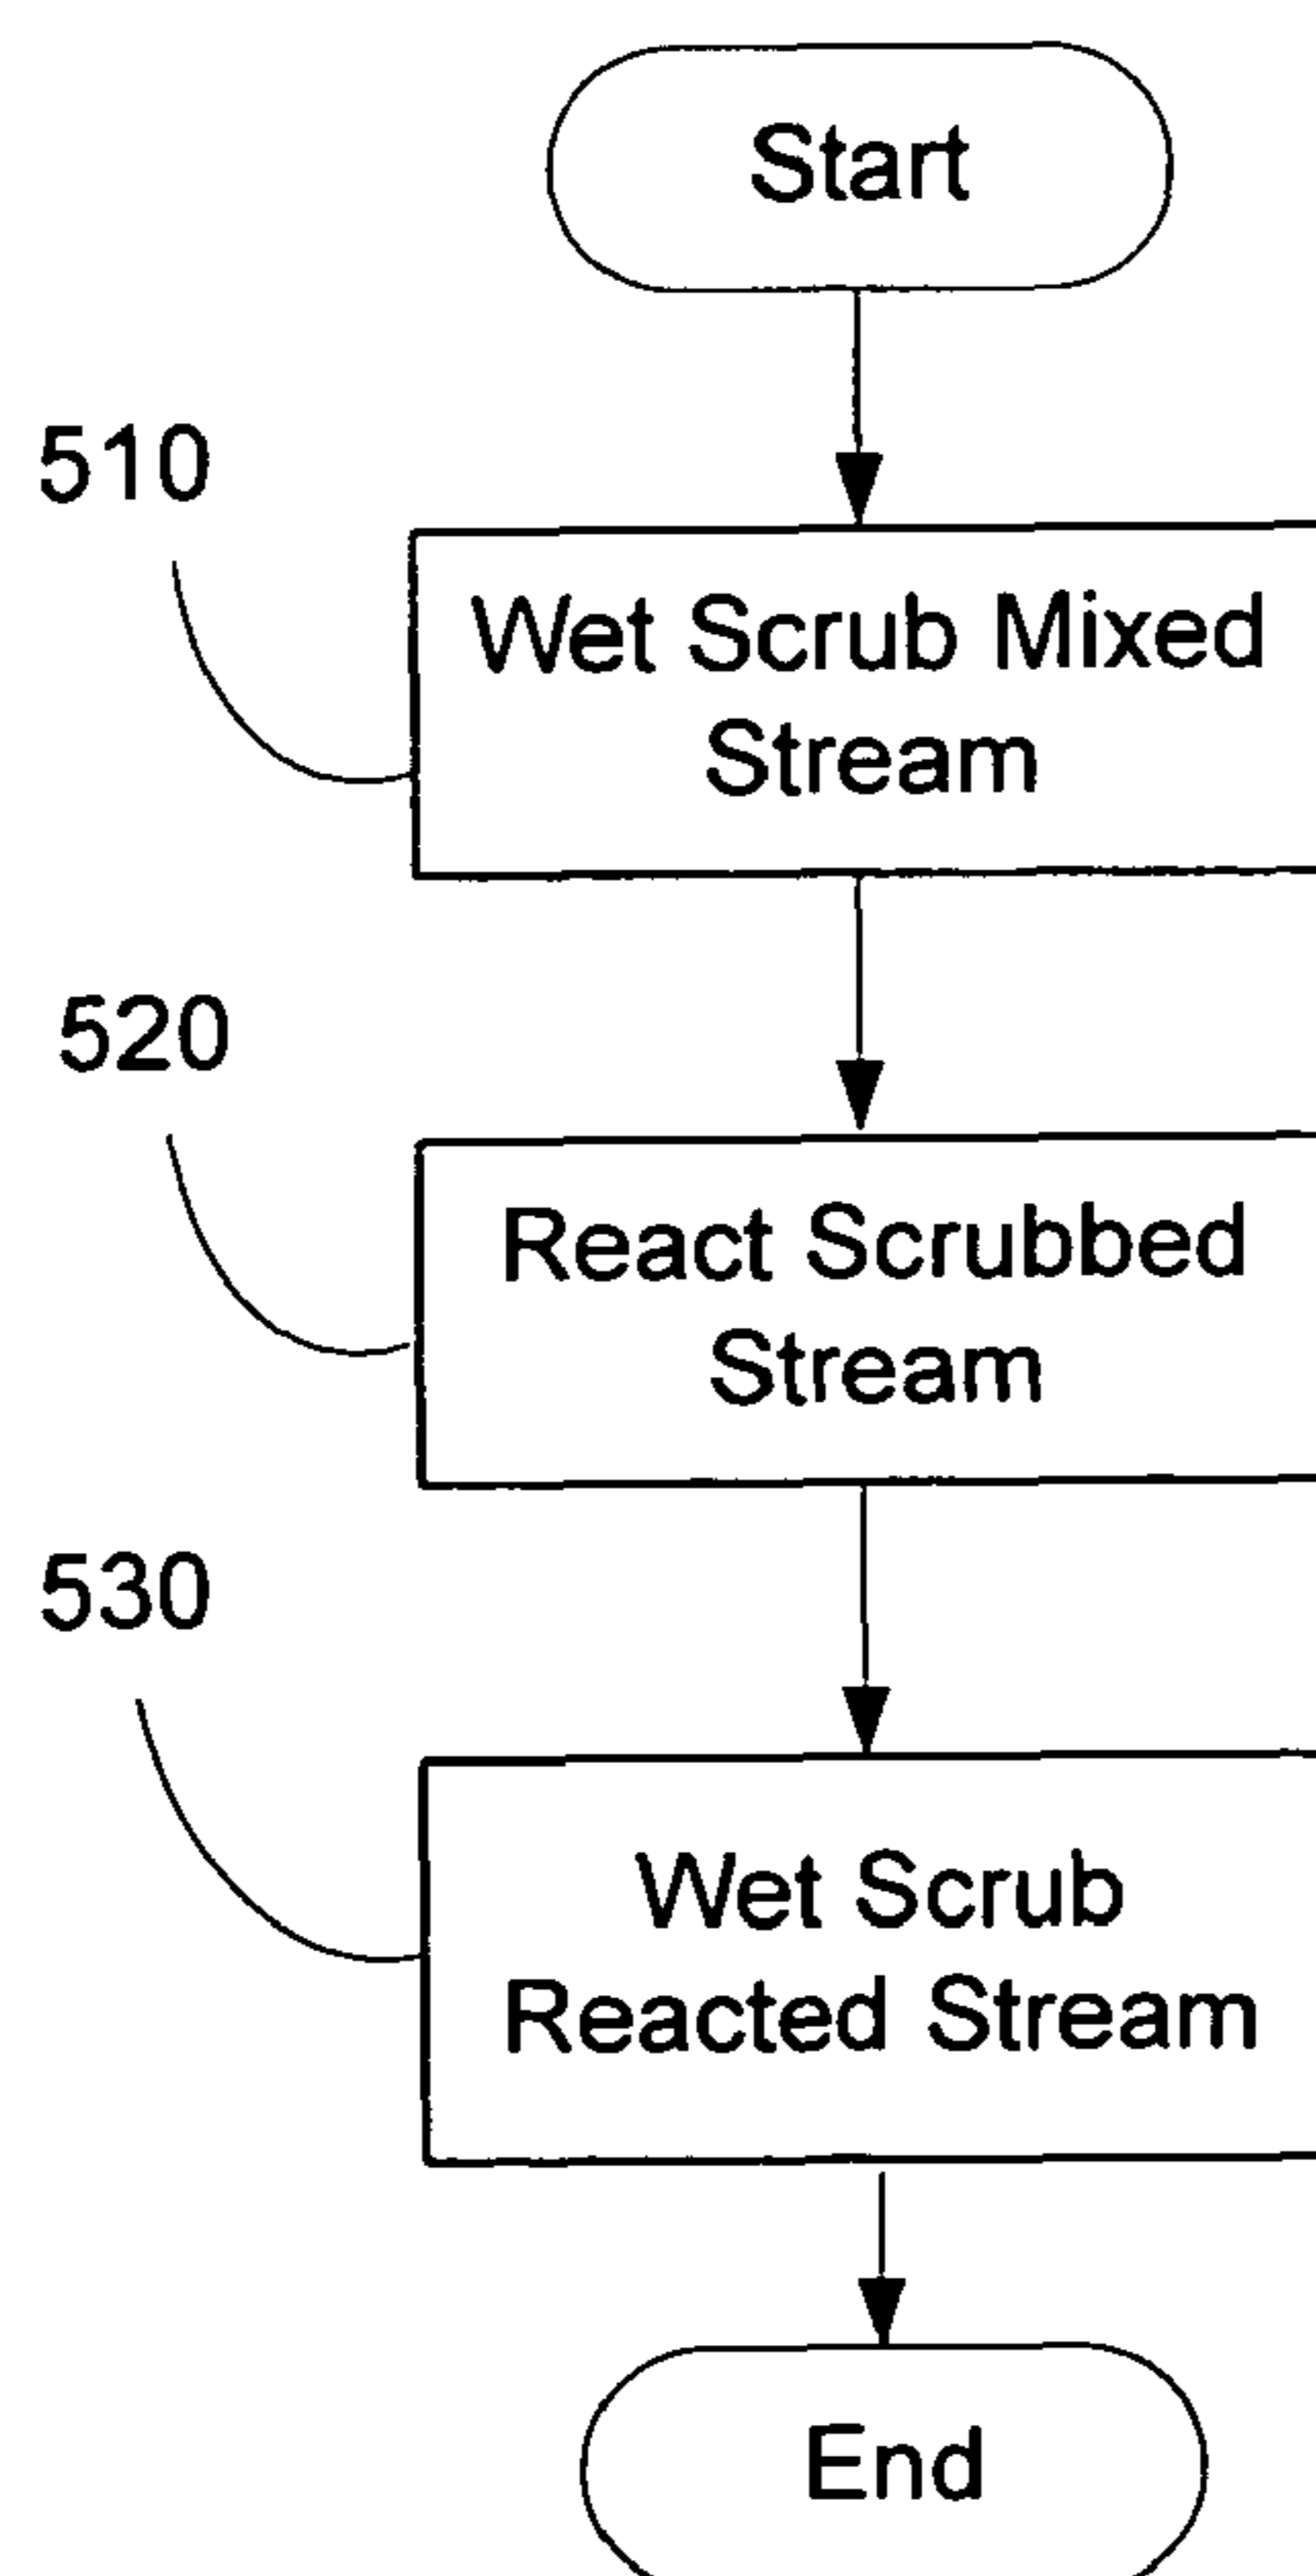 Start
510
Wet Scrub Mixed
Stream
520
React Scrubbed
Stream
530
Wet Scrub
Reacted Stream
End